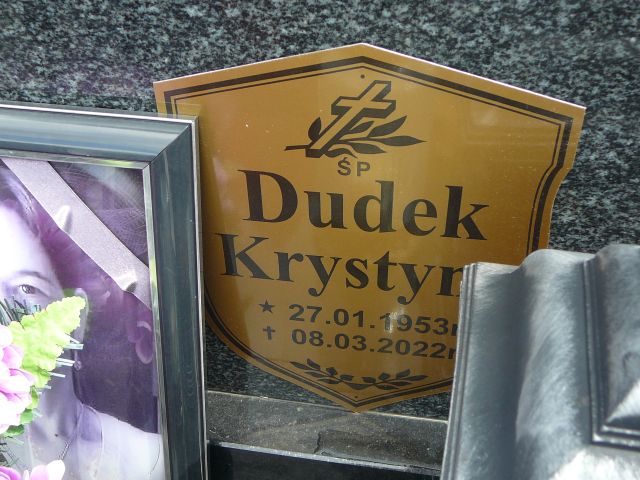 ŚP
Dudek
Krystyn
★ 27.01.1953r
✝ 08.03.2022r